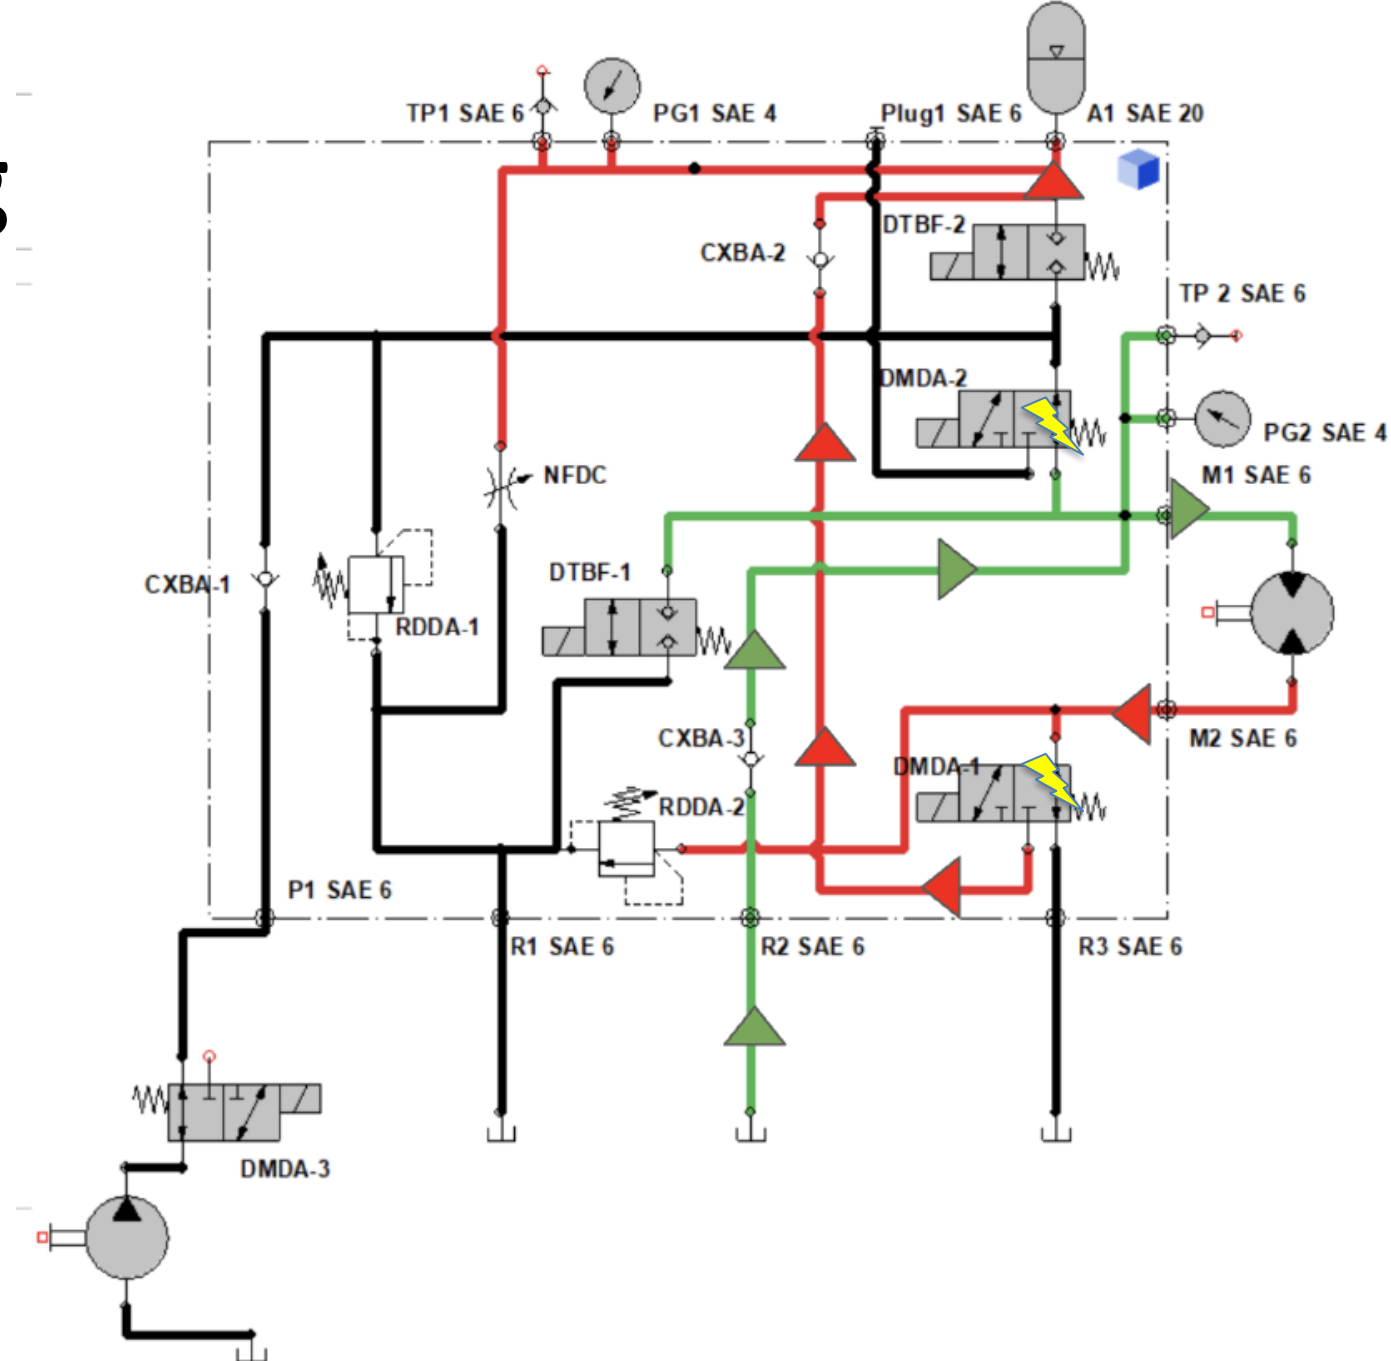 TP1 SAE 6
PG1 SAE 4
Plug1 SAE 6
A1 SAE 20
DTBF-2
CXBA-2
TP 2 SAE 6
DMDA-2
PG2 SAE 4
NFDC
M1 SAE 6
DTBF-1
CXBA-1
RDDA-1
CXBA-3
M2 SAE 6
DMDA-1
RDDA-2
P1 SAE 6
R1 SAE 6
R2 SAE 6
R3 SAE 6
DMDA-3